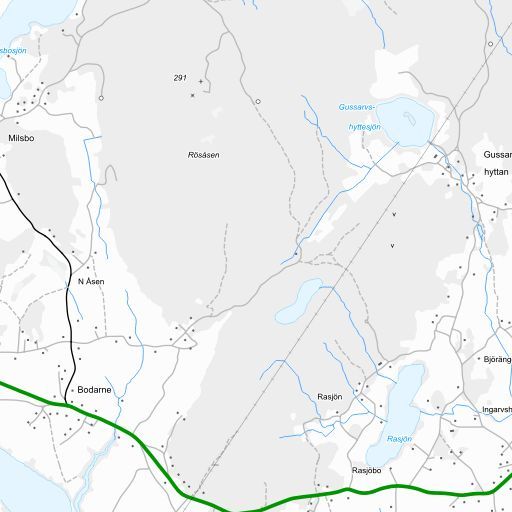 sbosjön
291
Gussarvs-
hyttesjön
Milsbo
Rösåsen
Gussar
hyttan
N Åsen
Björäng
Bodarne
Rasjön
Ingarvsh
Rasjön
Rasjöbo